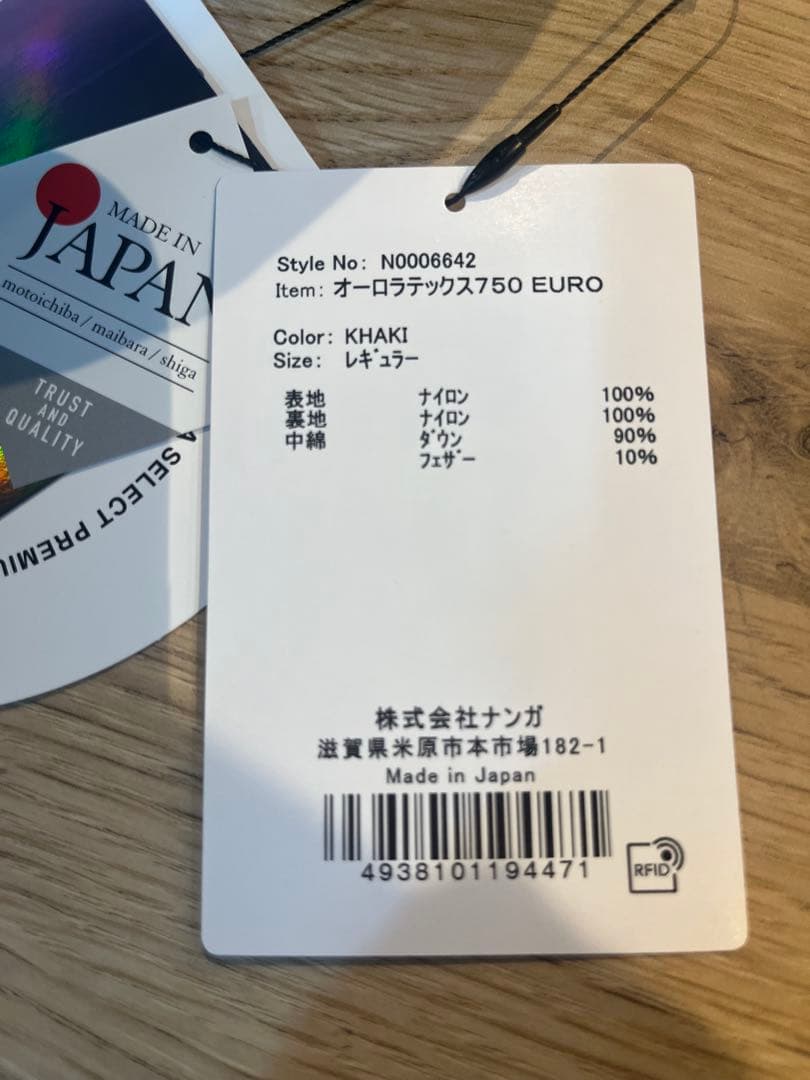 MADE IN
JAPAN
motoichiba / maibara / shiga
TRUST
AND
QUALITY
A SELECT PREMIU
Style No: N0006642
Item: オーロラテックス750 EURO
Color: KHAKI
Size: ﾚｷﾞｭﾗｰ
表地 ﾅｲﾛﾝ 100%
裏地 ﾅｲﾛﾝ 100%
中綿 ﾀﾞｳﾝ 90%
ﾌｪｻﾞｰ 10%
株式会社ナンガ
滋賀県米原市本市場182-1
Made in Japan
4938101194471
RFID